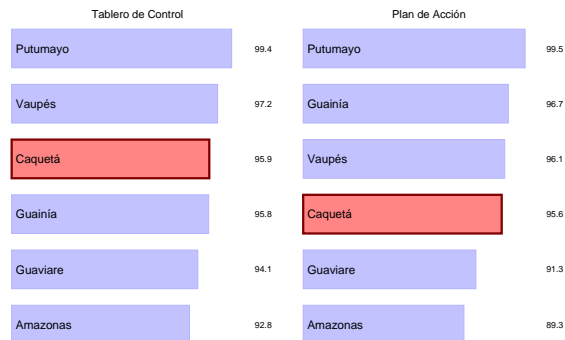 Tablero de Control
Putumayo 99.4
Vaupés 97.2
Caquetá 95.9
Guainía 95.8
Guaviare 94.1
Amazonas 92.8
Plan de Acción
Putumayo 99.5
Guainía 96.7
Vaupés 96.1
Caquetá 95.6
Guaviare 91.3
Amazonas 89.3